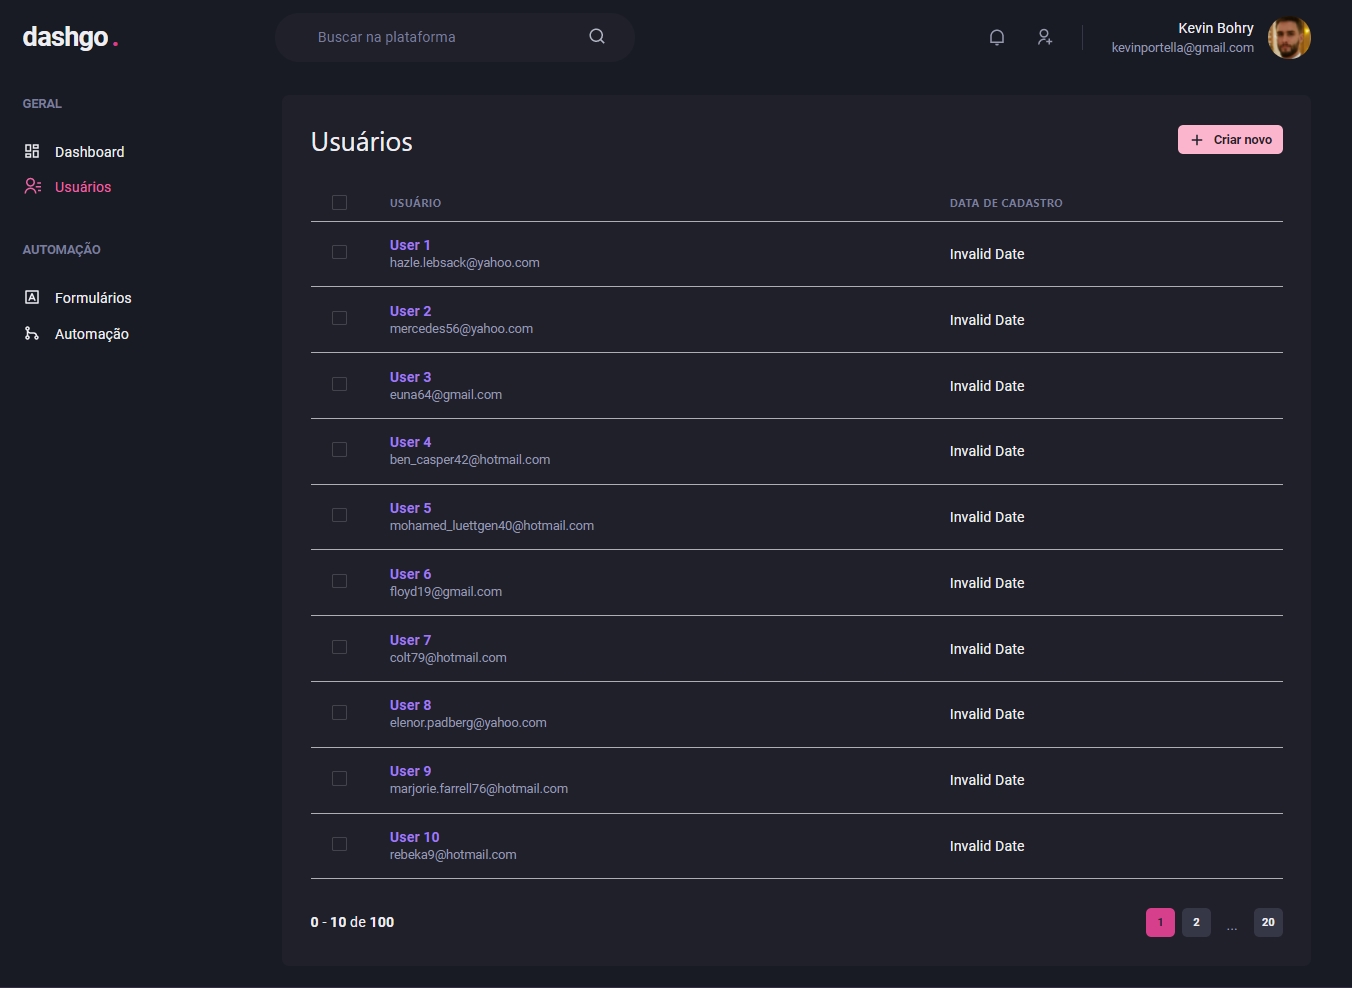 dashgo.
Buscar na plataforma
Kevin Bohry
kevinportella@gmail.com
GERAL
Dashboard
Usuários
AUTOMAÇÃO
Formulários
Automação
Usuários
Criar novo
USUÁRIO DATA DE CADASTRO
User 1
hazle.lebsack@yahoo.com
Invalid Date
User 2
mercedes56@yahoo.com
Invalid Date
User 3
euna64@gmail.com
Invalid Date
User 4
ben_casper42@hotmail.com
Invalid Date
User 5
mohamed_luettgen40@hotmail.com
Invalid Date
User 6
floyd19@gmail.com
Invalid Date
User 7
colt79@hotmail.com
Invalid Date
User 8
elenor.padberg@yahoo.com
Invalid Date
User 9
marjorie.farrell76@hotmail.com
Invalid Date
User 10
rebeka9@hotmail.com
Invalid Date
0 - 10 de 100
1 2 ... 20